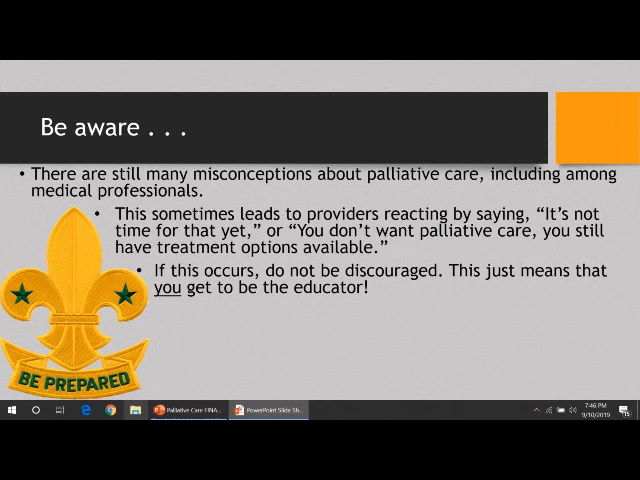 Be aware . . .
• There are still many misconceptions about palliative care, including among
medical professionals.
• This sometimes leads to providers reacting by saying, “It’s not
time for that yet,” or “You don’t want palliative care, you still
have treatment options available.”
• If this occurs, do not be discouraged. This just means that
you get to be the educator!
BE PREPARED
Palliative Care FINA...
PowerPoint Slide Sh...
7:46 PM
9/10/2019
15